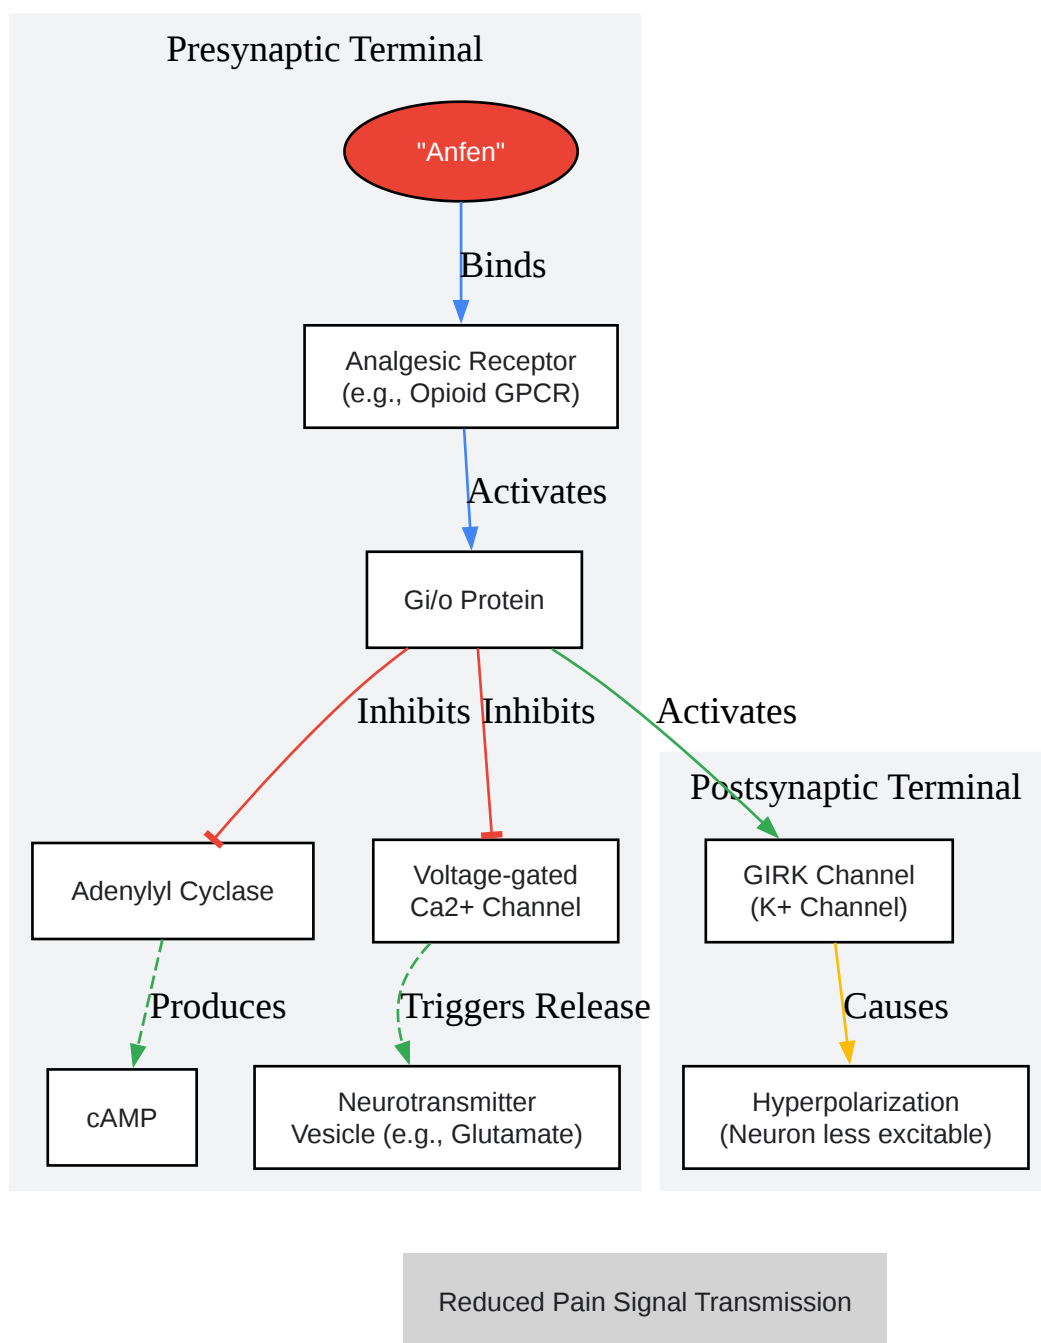 Presynaptic Terminal
"Anfen"
Binds
Analgesic Receptor
(e.g., Opioid GPCR)
Activates
Gi/o Protein
Inhibits
Inhibits
Activates
Postsynaptic Terminal
Adenylyl Cyclase
Voltage-gated
Ca2+ Channel
GIRK Channel
(K+ Channel)
Produces
Triggers Release
Causes
cAMP
Neurotransmitter
Vesicle (e.g., Glutamate)
Hyperpolarization
(Neuron less excitable)
Reduced Pain Signal Transmission